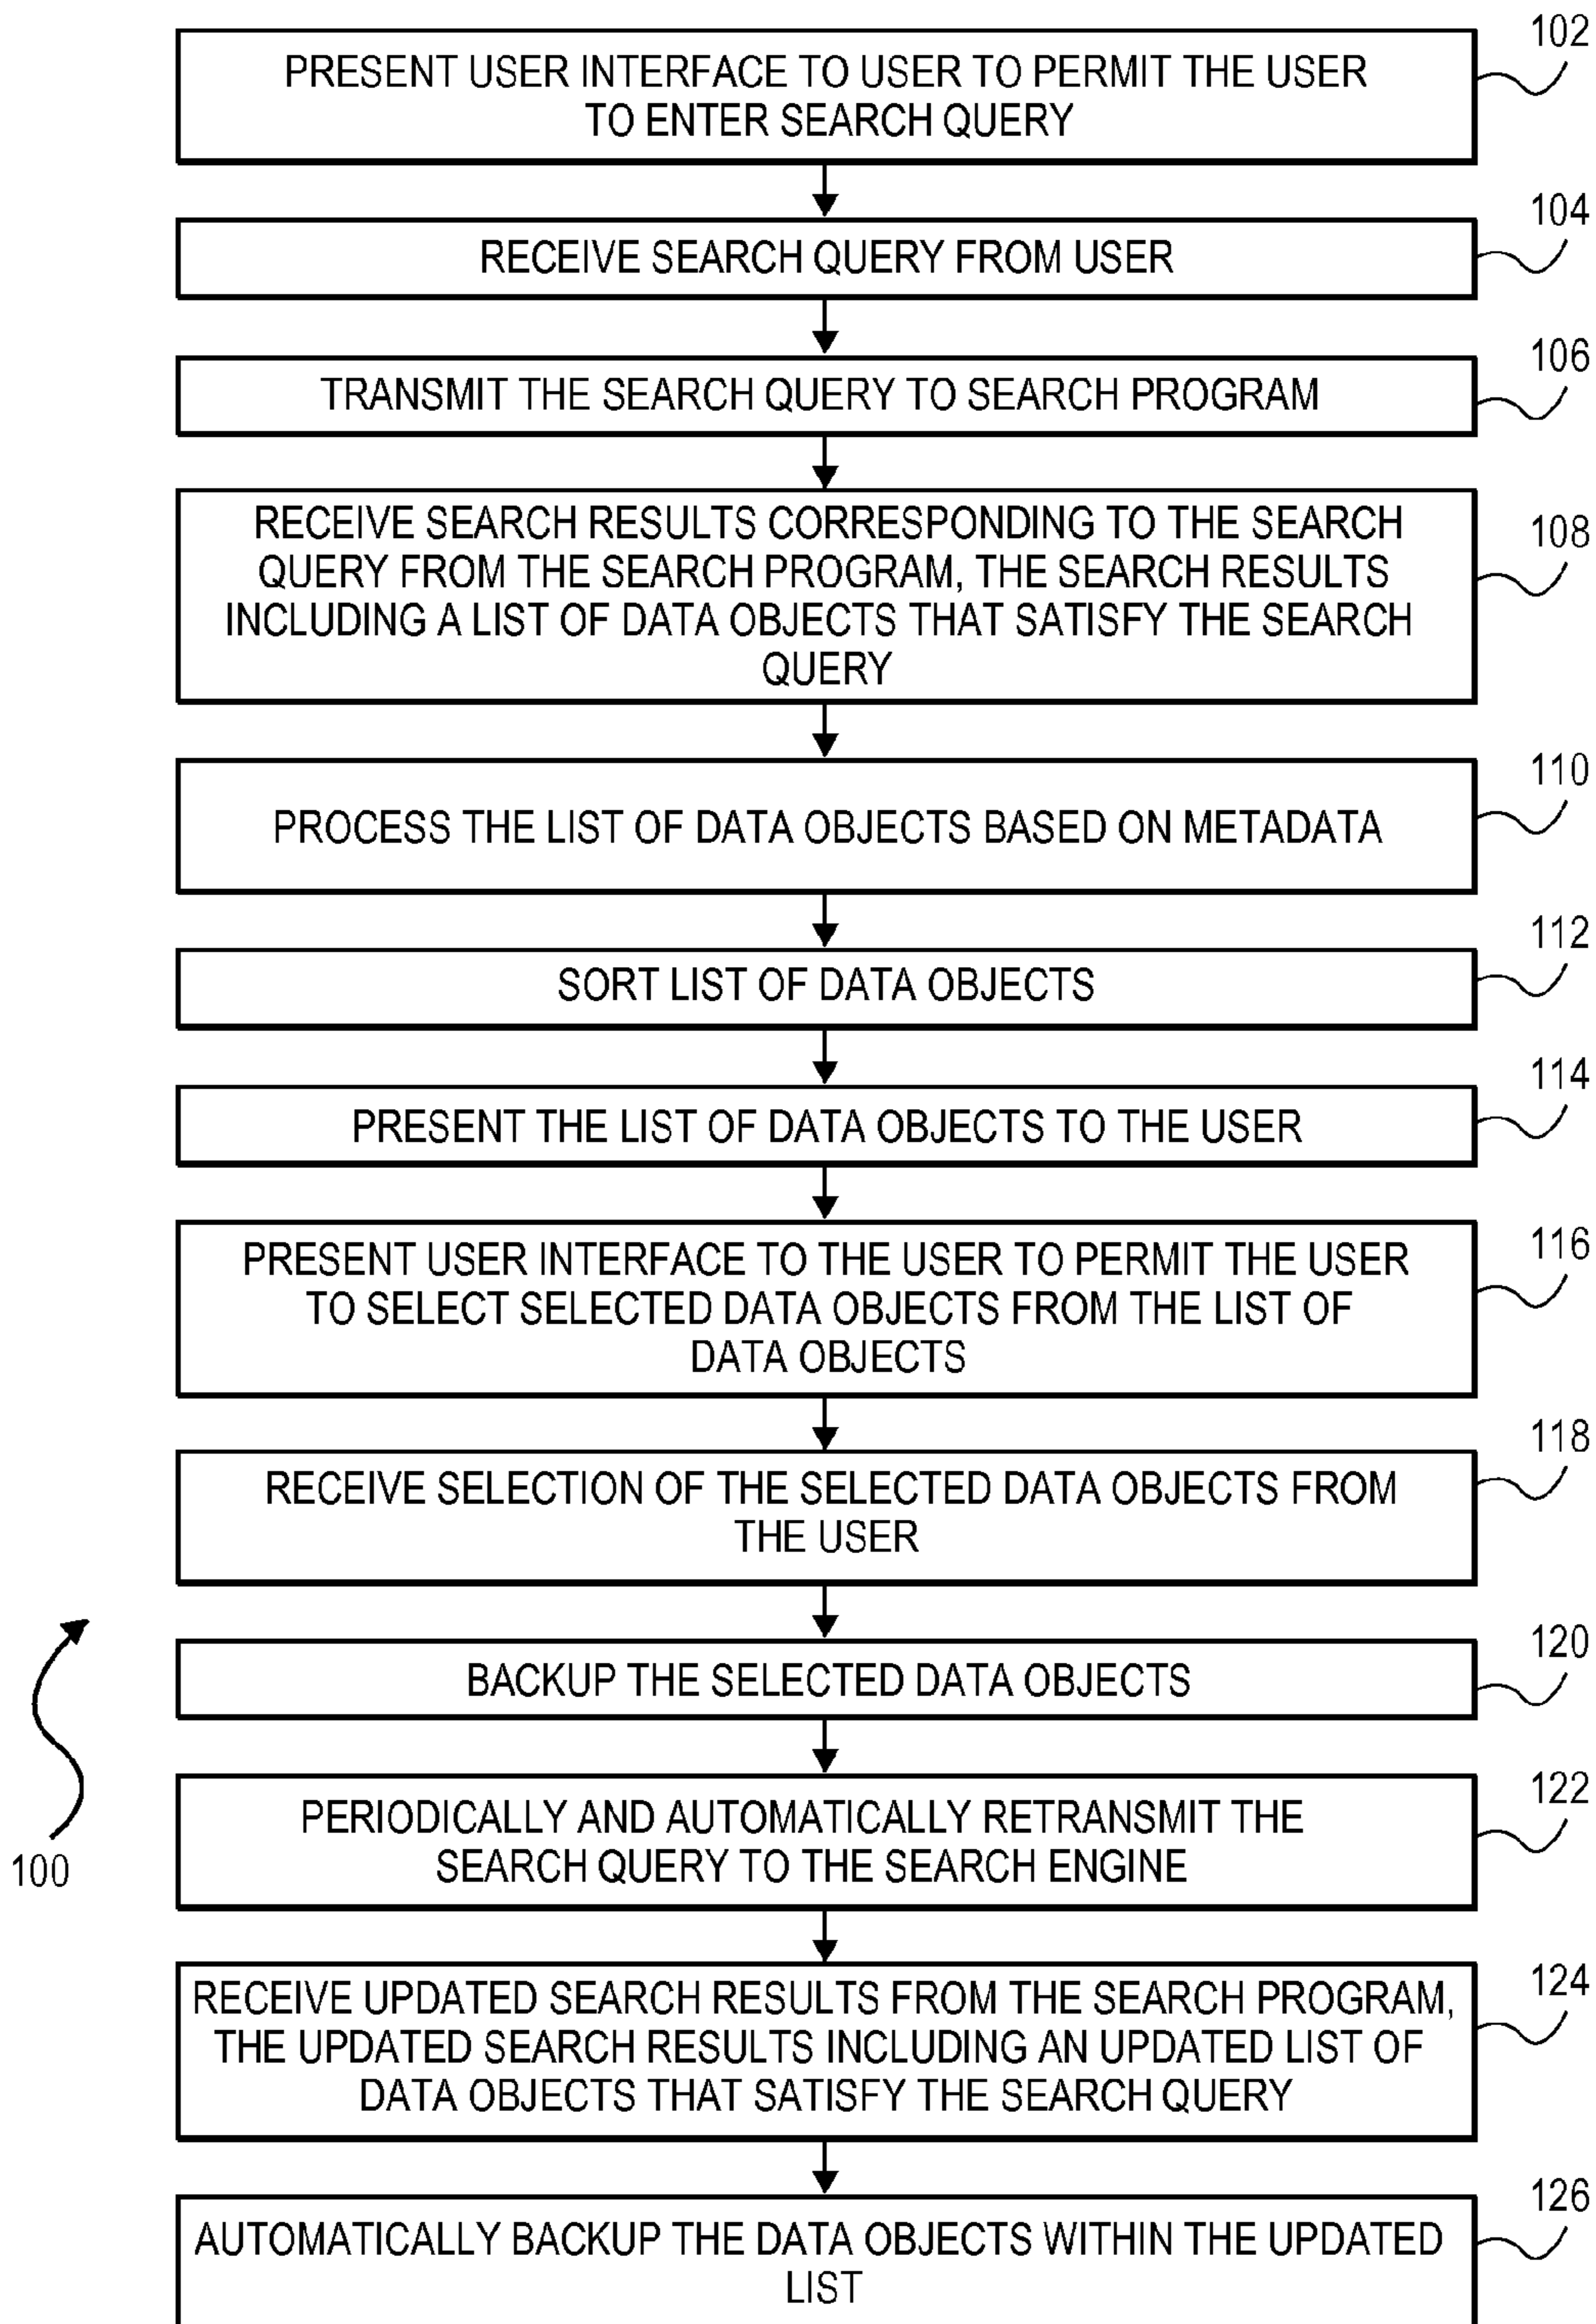 102
PRESENT USER INTERFACE TO USER TO PERMIT THE USER
TO ENTER SEARCH QUERY
104
RECEIVE SEARCH QUERY FROM USER
106
TRANSMIT THE SEARCH QUERY TO SEARCH PROGRAM
108
RECEIVE SEARCH RESULTS CORRESPONDING TO THE SEARCH
QUERY FROM THE SEARCH PROGRAM, THE SEARCH RESULTS
INCLUDING A LIST OF DATA OBJECTS THAT SATISFY THE SEARCH
QUERY
110
PROCESS THE LIST OF DATA OBJECTS BASED ON METADATA
112
SORT LIST OF DATA OBJECTS
114
PRESENT THE LIST OF DATA OBJECTS TO THE USER
116
PRESENT USER INTERFACE TO THE USER TO PERMIT THE USER
TO SELECT SELECTED DATA OBJECTS FROM THE LIST OF
DATA OBJECTS
118
RECEIVE SELECTION OF THE SELECTED DATA OBJECTS FROM
THE USER
120
BACKUP THE SELECTED DATA OBJECTS
122
PERIODICALLY AND AUTOMATICALLY RETRANSMIT THE
SEARCH QUERY TO THE SEARCH ENGINE
100
124
RECEIVE UPDATED SEARCH RESULTS FROM THE SEARCH PROGRAM,
THE UPDATED SEARCH RESULTS INCLUDING AN UPDATED LIST OF
DATA OBJECTS THAT SATISFY THE SEARCH QUERY
126
AUTOMATICALLY BACKUP THE DATA OBJECTS WITHIN THE UPDATED
LIST